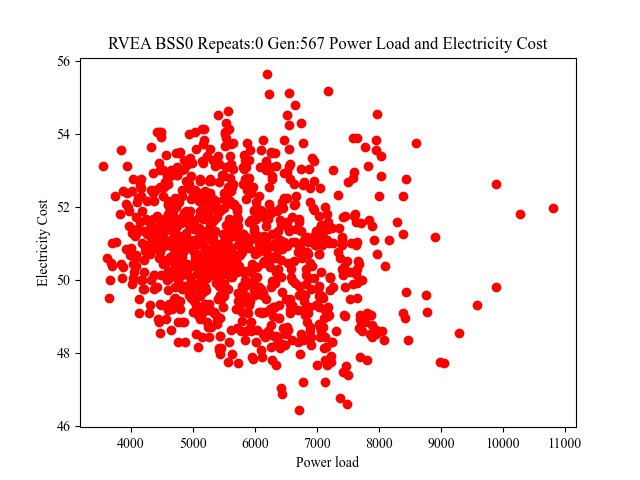 RVEA BSS0 Repeats:0 Gen:567 Power Load and Electricity Cost
56
54
52
50
48
46
Electricity Cost
4000 5000 6000 7000 8000 9000 10000 11000
Power load